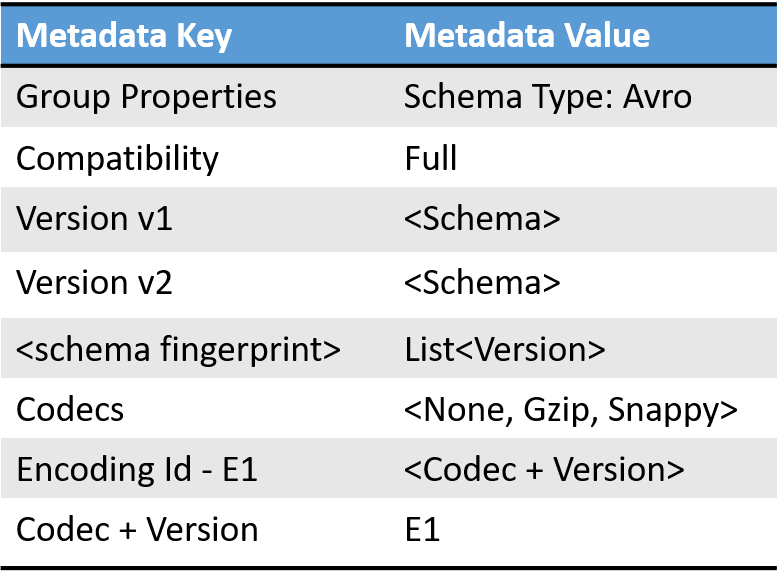 Metadata Key Metadata Value
Group Properties Schema Type: Avro
Compatibility Full
Version v1 <Schema>
Version v2 <Schema>
<schema fingerprint> List<Version>
Codecs <None, Gzip, Snappy>
Encoding Id - E1 <Codec + Version>
Codec + Version E1